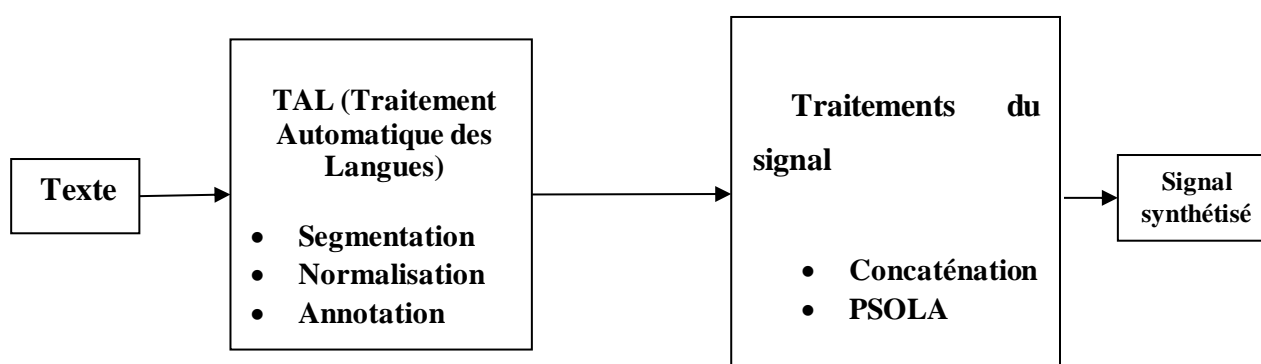 Texte
TAL (Traitement
Automatique des
Langues)
• Segmentation
• Normalisation
• Annotation
Traitements du
signal
• Concaténation
• PSOLA
Signal
synthétisé